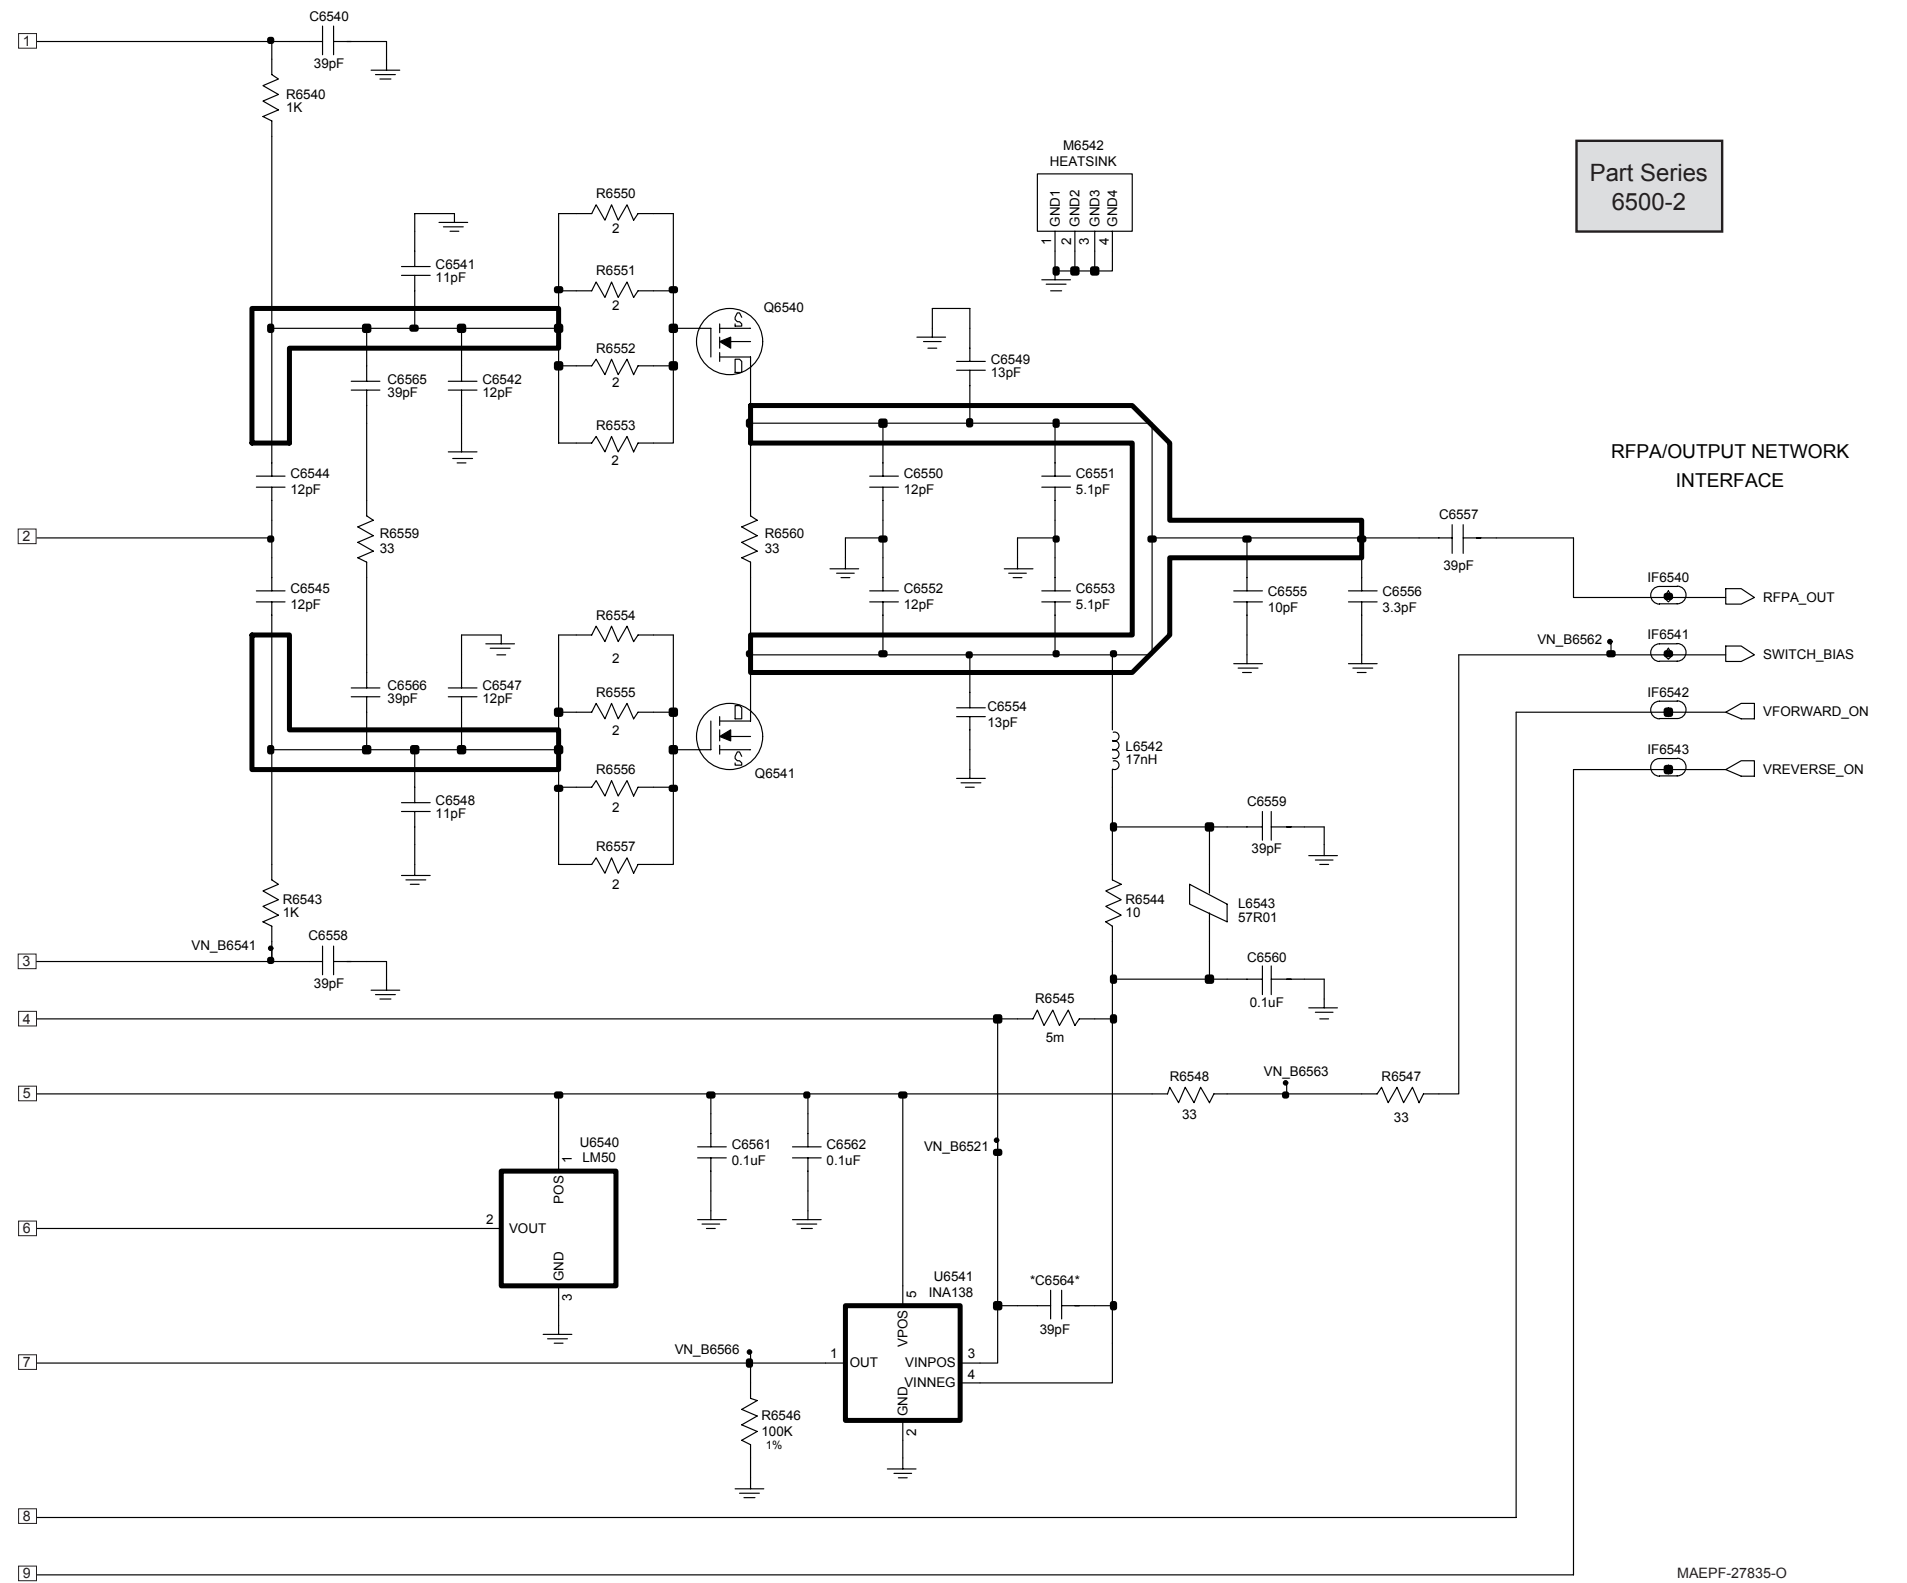 C6540
1
39pF
R6540
1K
M6542
HEATSINK
GND1
GND2
GND3
GND4
1
2
3
4
Part Series
6500-2
R6550
2
C6541
11pF
R6551
2
Q6540
S
D
R6552
2
C6549
13pF
C6565
39pF
C6542
12pF
R6553
2
RFPA/OUTPUT NETWORK
INTERFACE
C6544
12pF
C6550
12pF
C6551
5.1pF
2
R6559
33
R6560
33
C6557
39pF
C6545
12pF
C6552
12pF
C6553
5.1pF
C6555
10pF
C6556
3.3pF
IF6540
RFPA_OUT
R6554
2
VN_B6562
IF6541
SWITCH_BIAS
C6566
39pF
C6547
12pF
R6555
2
D
S
Q6541
C6554
13pF
IF6542
VFORWARD_ON
L6542
17nH
IF6543
VREVERSE_ON
R6556
2
C6548
11pF
C6559
39pF
R6557
2
R6543
1K
R6544
10
L6543
57R01
VN_B6541
C6558
39pF
3
C6560
0.1uF
4
R6545
5m
5
R6548
33
VN_B6563
R6547
33
U6540
LM50
1
POS
C6561
0.1uF
C6562
0.1uF
VN_B6521
6
2
VOUT
GND
3
U6541
INA138
5
VPOS
*C6564*
39pF
7
VN_B6566
1
OUT
VINPOS
3
VINNEG
4
GND
2
R6546
100K
1%
8
9
MAEPF-27835-O